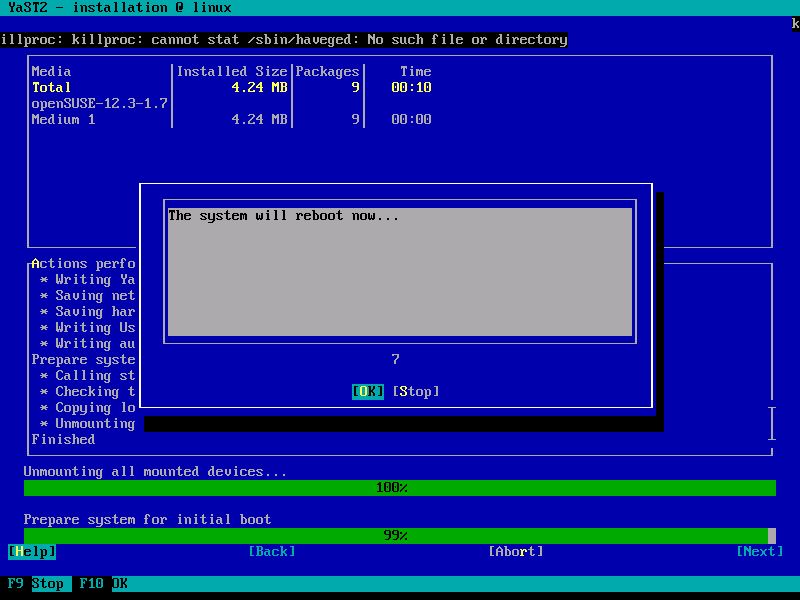 YaST2 - installation @ linux
k
illproc: killproc: cannot stat /sbin/haveged: No such file or directory
Media |Installed Size|Packages| Time
Total 4.24 MB 9 00:10
openSUSE-12.3-1.7
Medium 1 4.24 MB 9 00:00
The system will reboot now...
Actions perfo
* Writing Ya
* Saving net
* Saving har
* Writing Us
* Writing au
Prepare syste
7
* Calling st
* Checking t
[OK] [Stop]
* Copying lo
* Unmounting
Finished
Unmounting all mounted devices...
100%
Prepare system for initial boot
99%
[Help] [Back] [Abort] [Next]
F9 Stop F10 OK